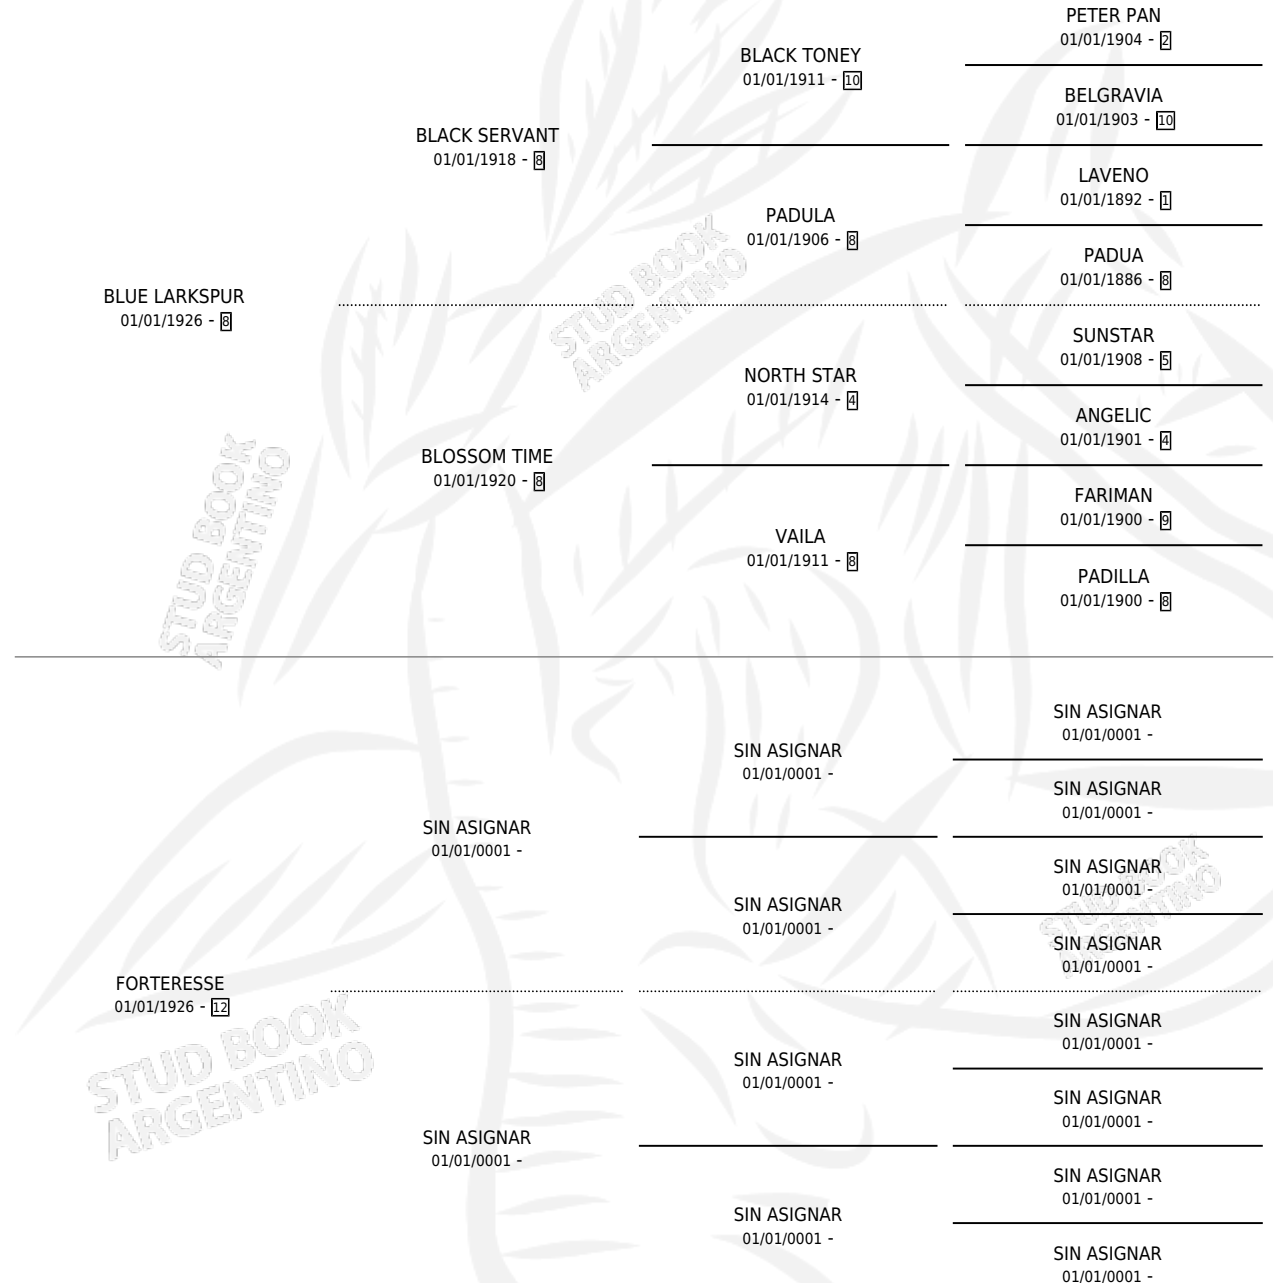 PETER PAN
01/01/1904 - 2
BLACK TONEY
01/01/1911 - 10
BELGRAVIA
01/01/1903 - 10
BLACK SERVANT
01/01/1918 - 8
LAVENO
01/01/1892 - 1
PADULA
01/01/1906 - 8
PADUA
01/01/1886 - 8
BLUE LARKSPUR
01/01/1926 - 8
SUNSTAR
01/01/1908 - 5
NORTH STAR
01/01/1914 - 4
ANGELIC
01/01/1901 - 4
BLOSSOM TIME
01/01/1920 - 8
FARIMAN
01/01/1900 - 9
VAILA
01/01/1911 - 8
PADILLA
01/01/1900 - 8
STUD BOOK
ARGENTINO
STUD BOOK
ARGENTINO
SIN ASIGNAR
01/01/0001 -
SIN ASIGNAR
01/01/0001 -
SIN ASIGNAR
01/01/0001 -
SIN ASIGNAR
01/01/0001 -
SIN ASIGNAR
01/01/0001 -
SIN ASIGNAR
01/01/0001 -
SIN ASIGNAR
01/01/0001 -
FORTERESSE
01/01/1926 - 12
SIN ASIGNAR
01/01/0001 -
SIN ASIGNAR
01/01/0001 -
SIN ASIGNAR
01/01/0001 -
SIN ASIGNAR
01/01/0001 -
SIN ASIGNAR
01/01/0001 -
SIN ASIGNAR
01/01/0001 -
SIN ASIGNAR
01/01/0001 -
STUD BOOK
ARGENTINO
STUD BOOK
ARGENTINO